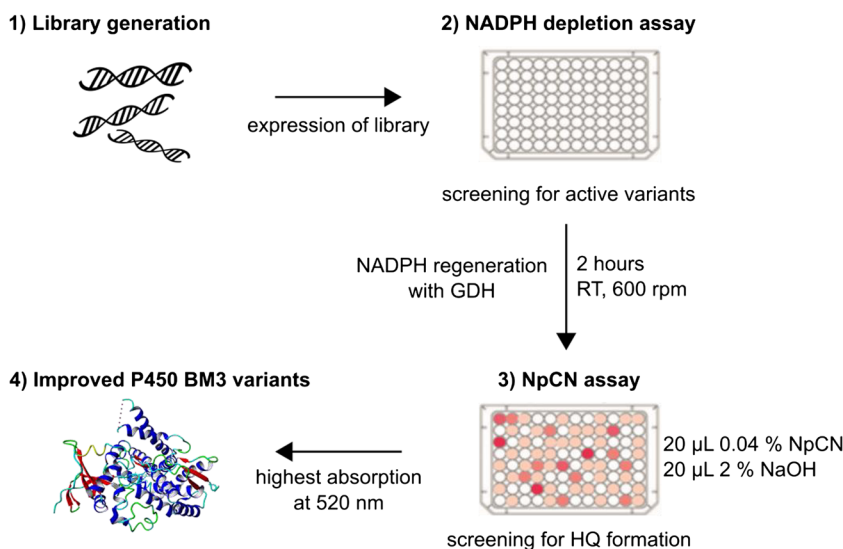 1) Library generation
2) NADPH depletion assay
expression of library
screening for active variants
NADPH regeneration
with GDH
2 hours
RT, 600 rpm
4) Improved P450 BM3 variants
3) NpCN assay
highest absorption
at 520 nm
20 µL 0.04 % NpCN
20 µL 2 % NaOH
screening for HQ formation